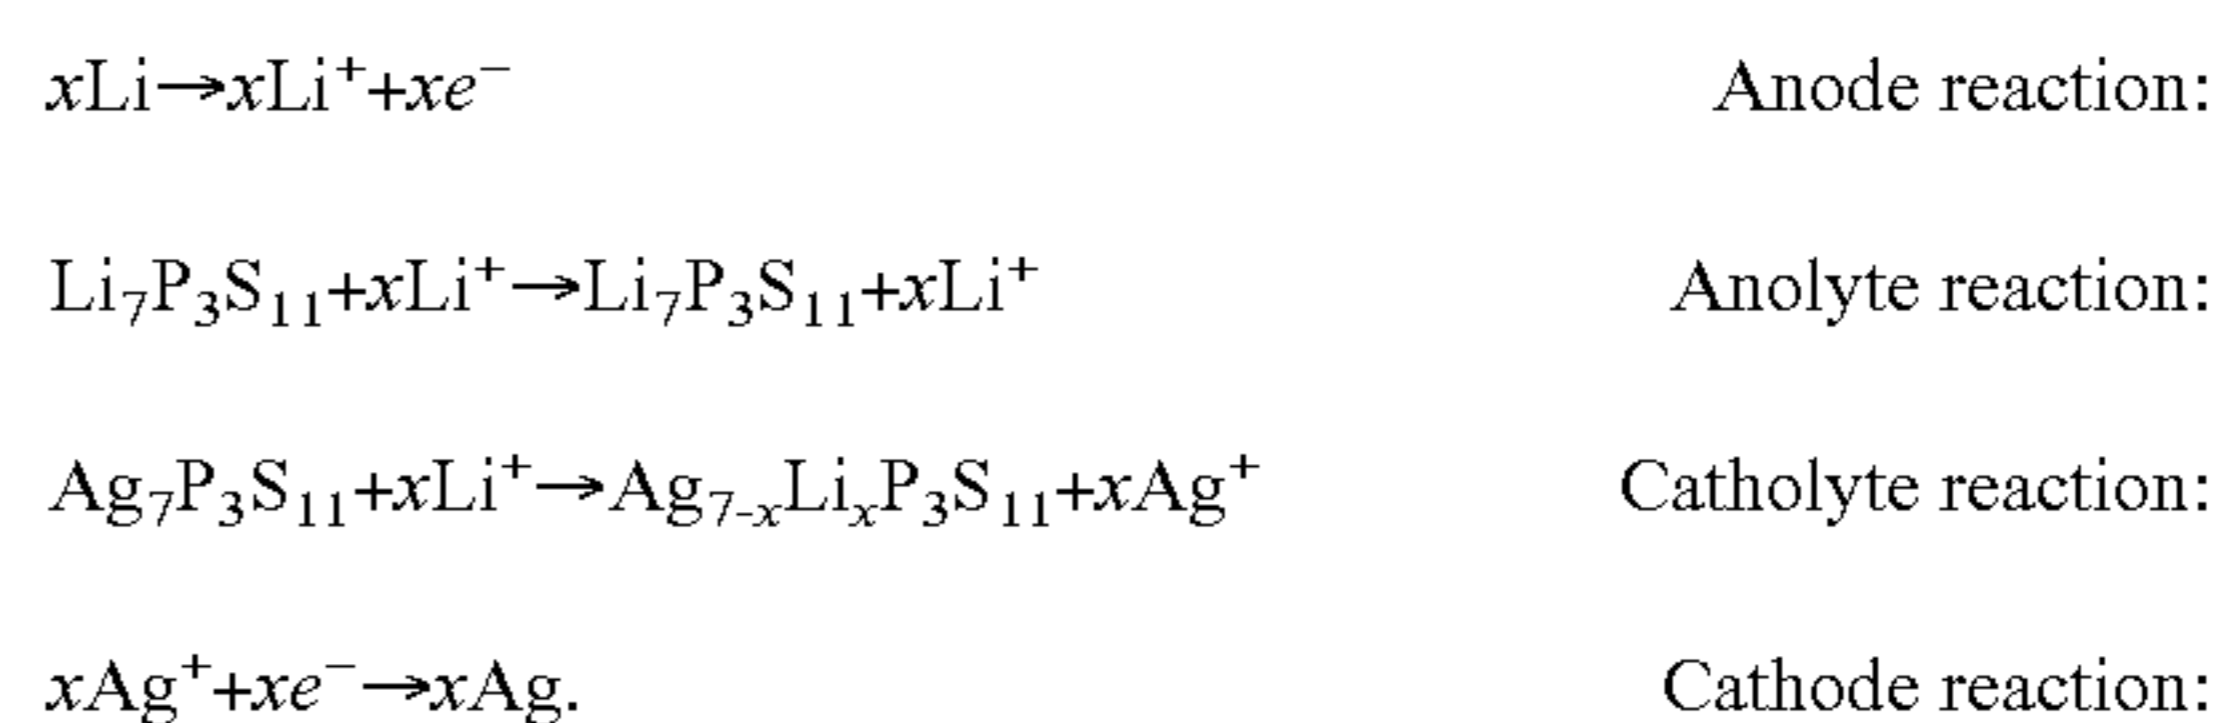 xLi→xLi⁺+xe⁻ Anode reaction:
Li₇P₃S₁₁+xLi⁺→Li₇P₃S₁₁+xLi⁺ Anolyte reaction:
Ag₇P₃S₁₁+xLi⁺→Ag₇₋ₓLiₓP₃S₁₁+xAg⁺ Catholyte reaction:
xAg⁺+xe⁻→xAg. Cathode reaction: